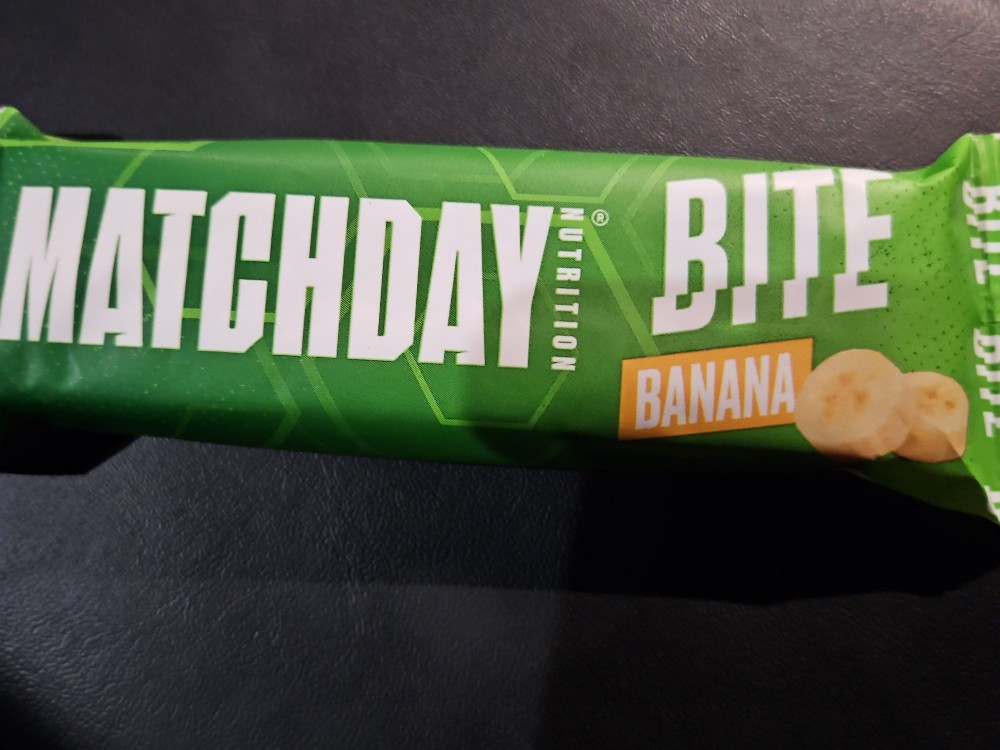 MATCHDAY
NUTRITION
®
BITE
BANANA
BITE BITE